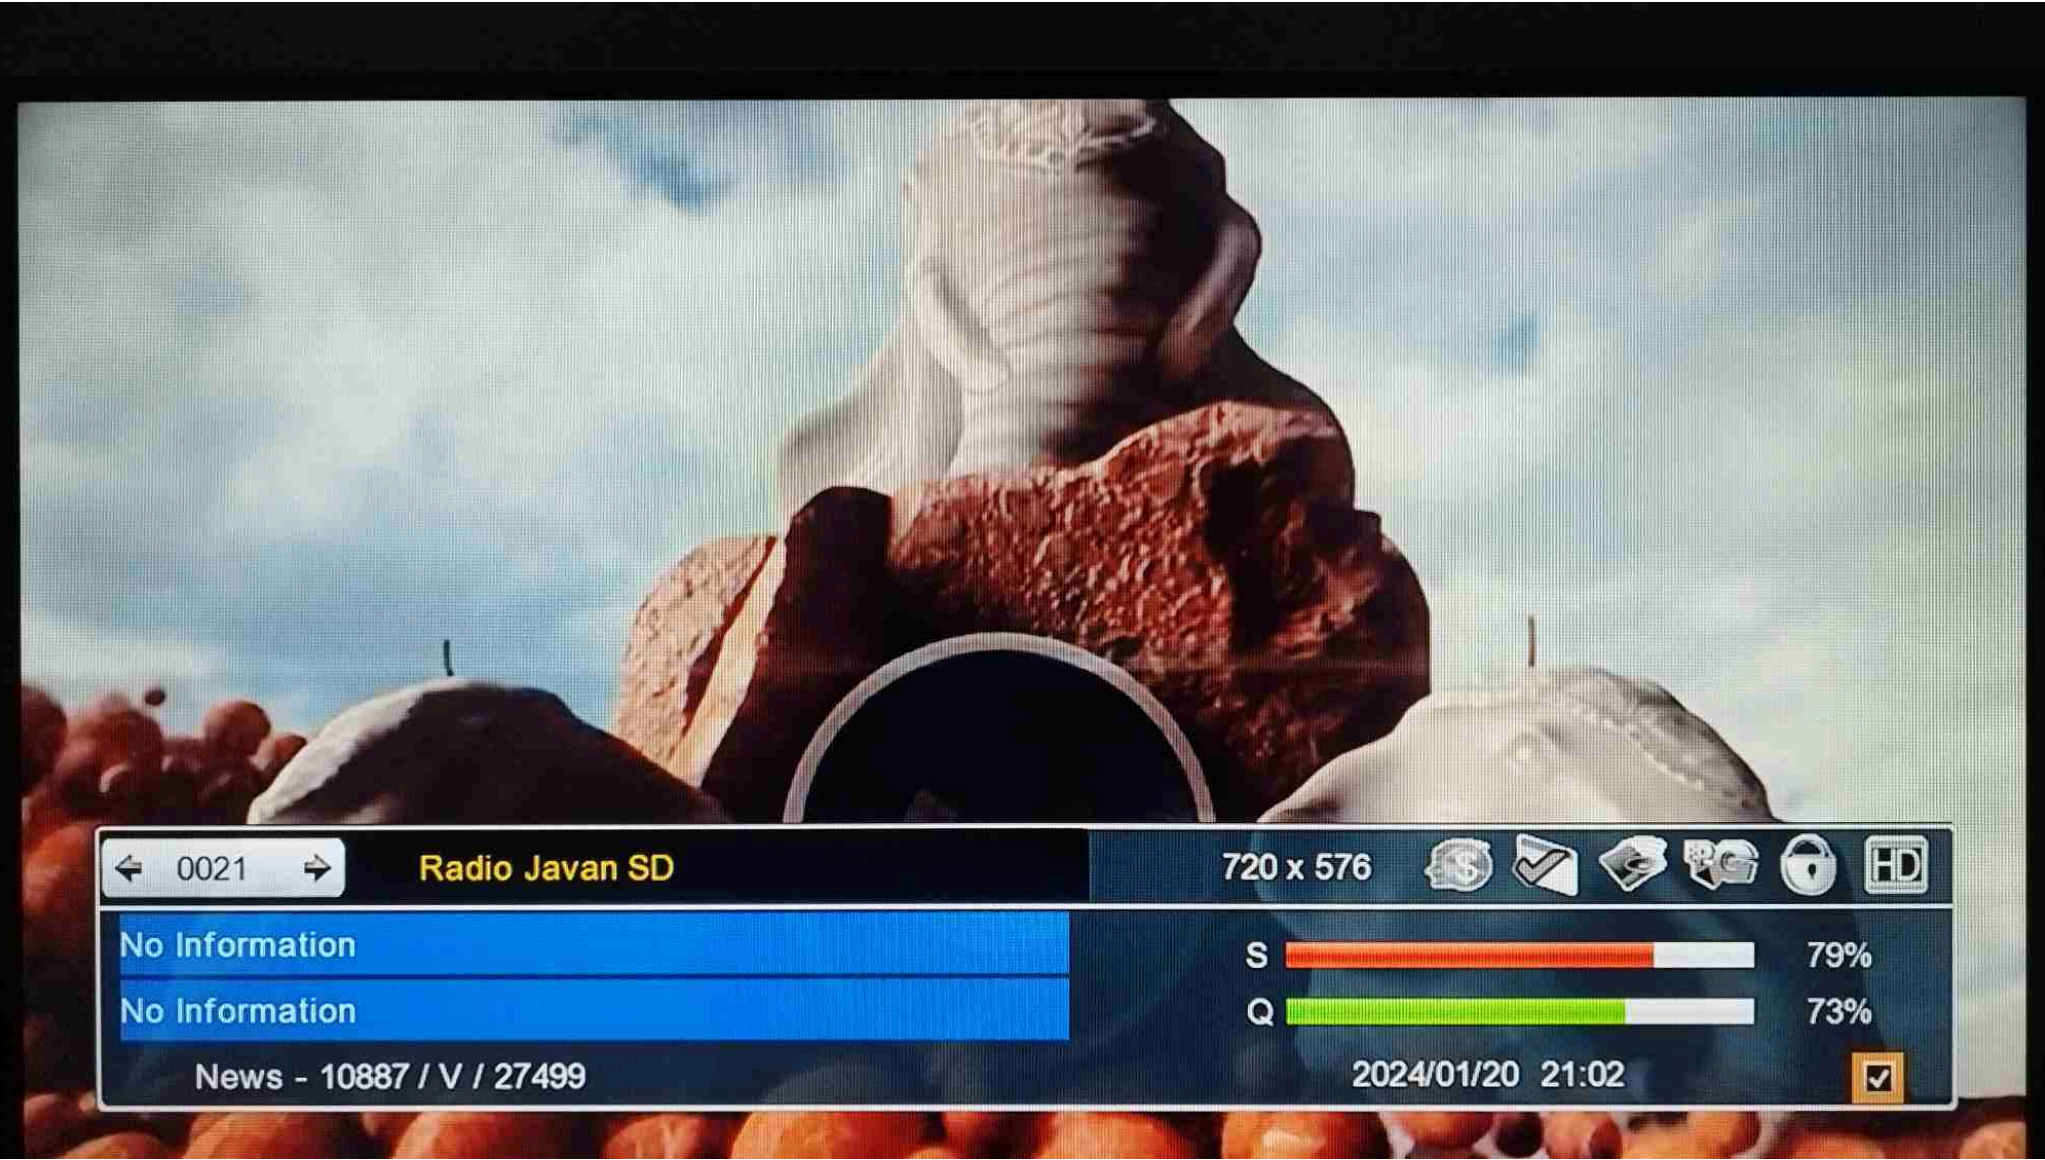 0021 Radio Javan SD 720 x 576 HD
No Information
S 79%
No Information
Q 73%
News - 10887 / V / 27499 2024/01/20 21:02